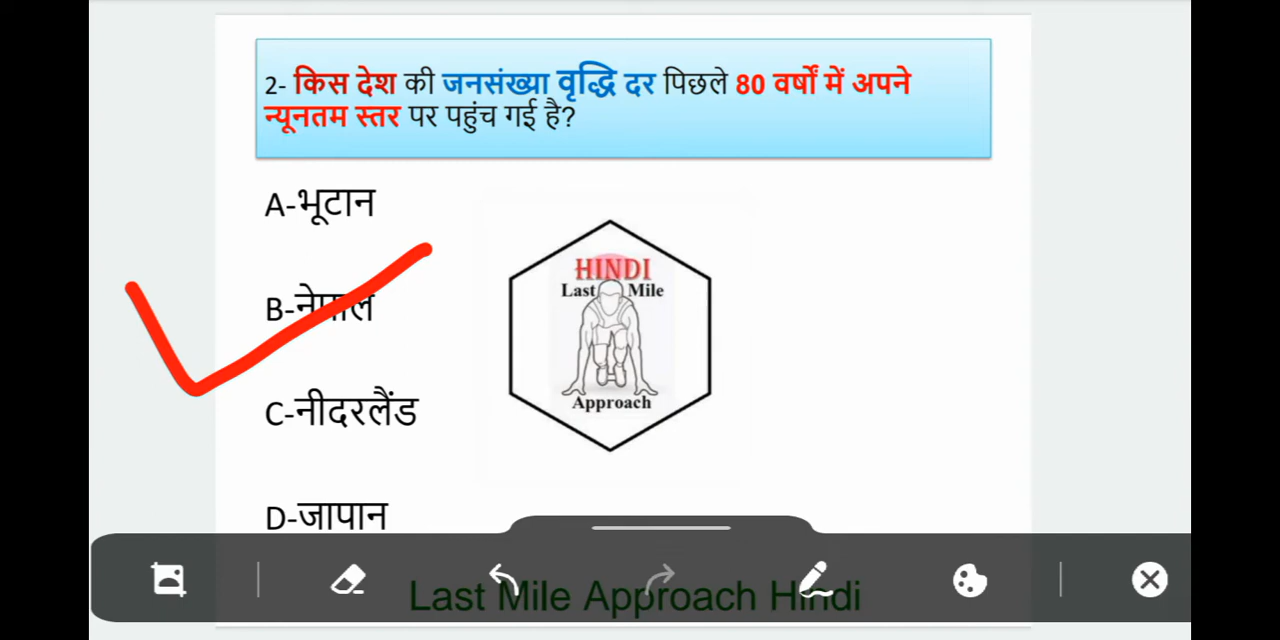 2- किस देश की जनसंख्या वृद्धि दर पिछले 80 वर्षों में अपने
न्यूनतम स्तर पर पहुंच गई है?
A-भूटान
B-नेपाल
HINDI
Last Mile
Approach
C-नीदरलैंड
D-जापान
Last Mile Approach Hindi